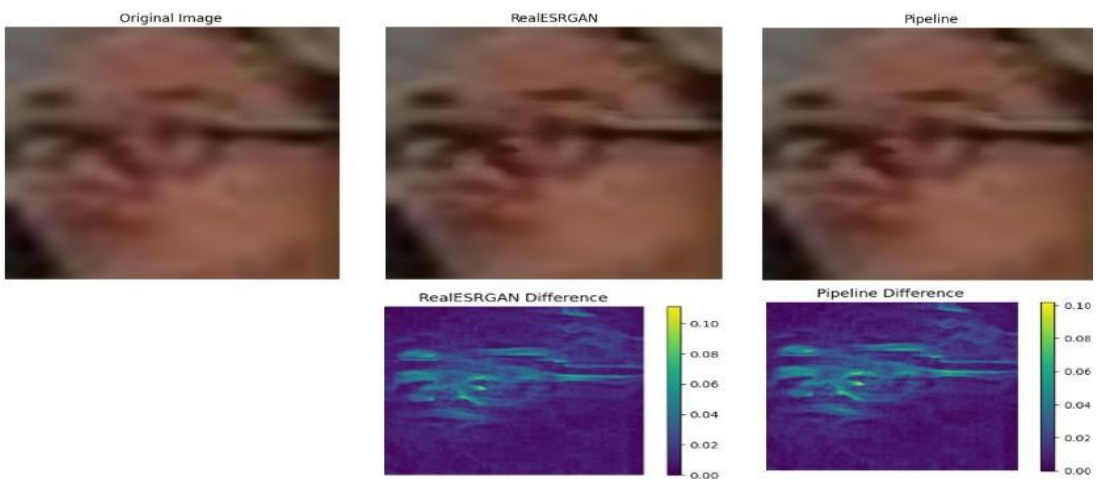 Original Image
RealESRGAN
Pipeline
RealESRGAN Difference
0.10
0.08
0.06
0.04
0.02
0.00
Pipeline Difference
0.10
0.08
0.06
0.04
0.02
0.00